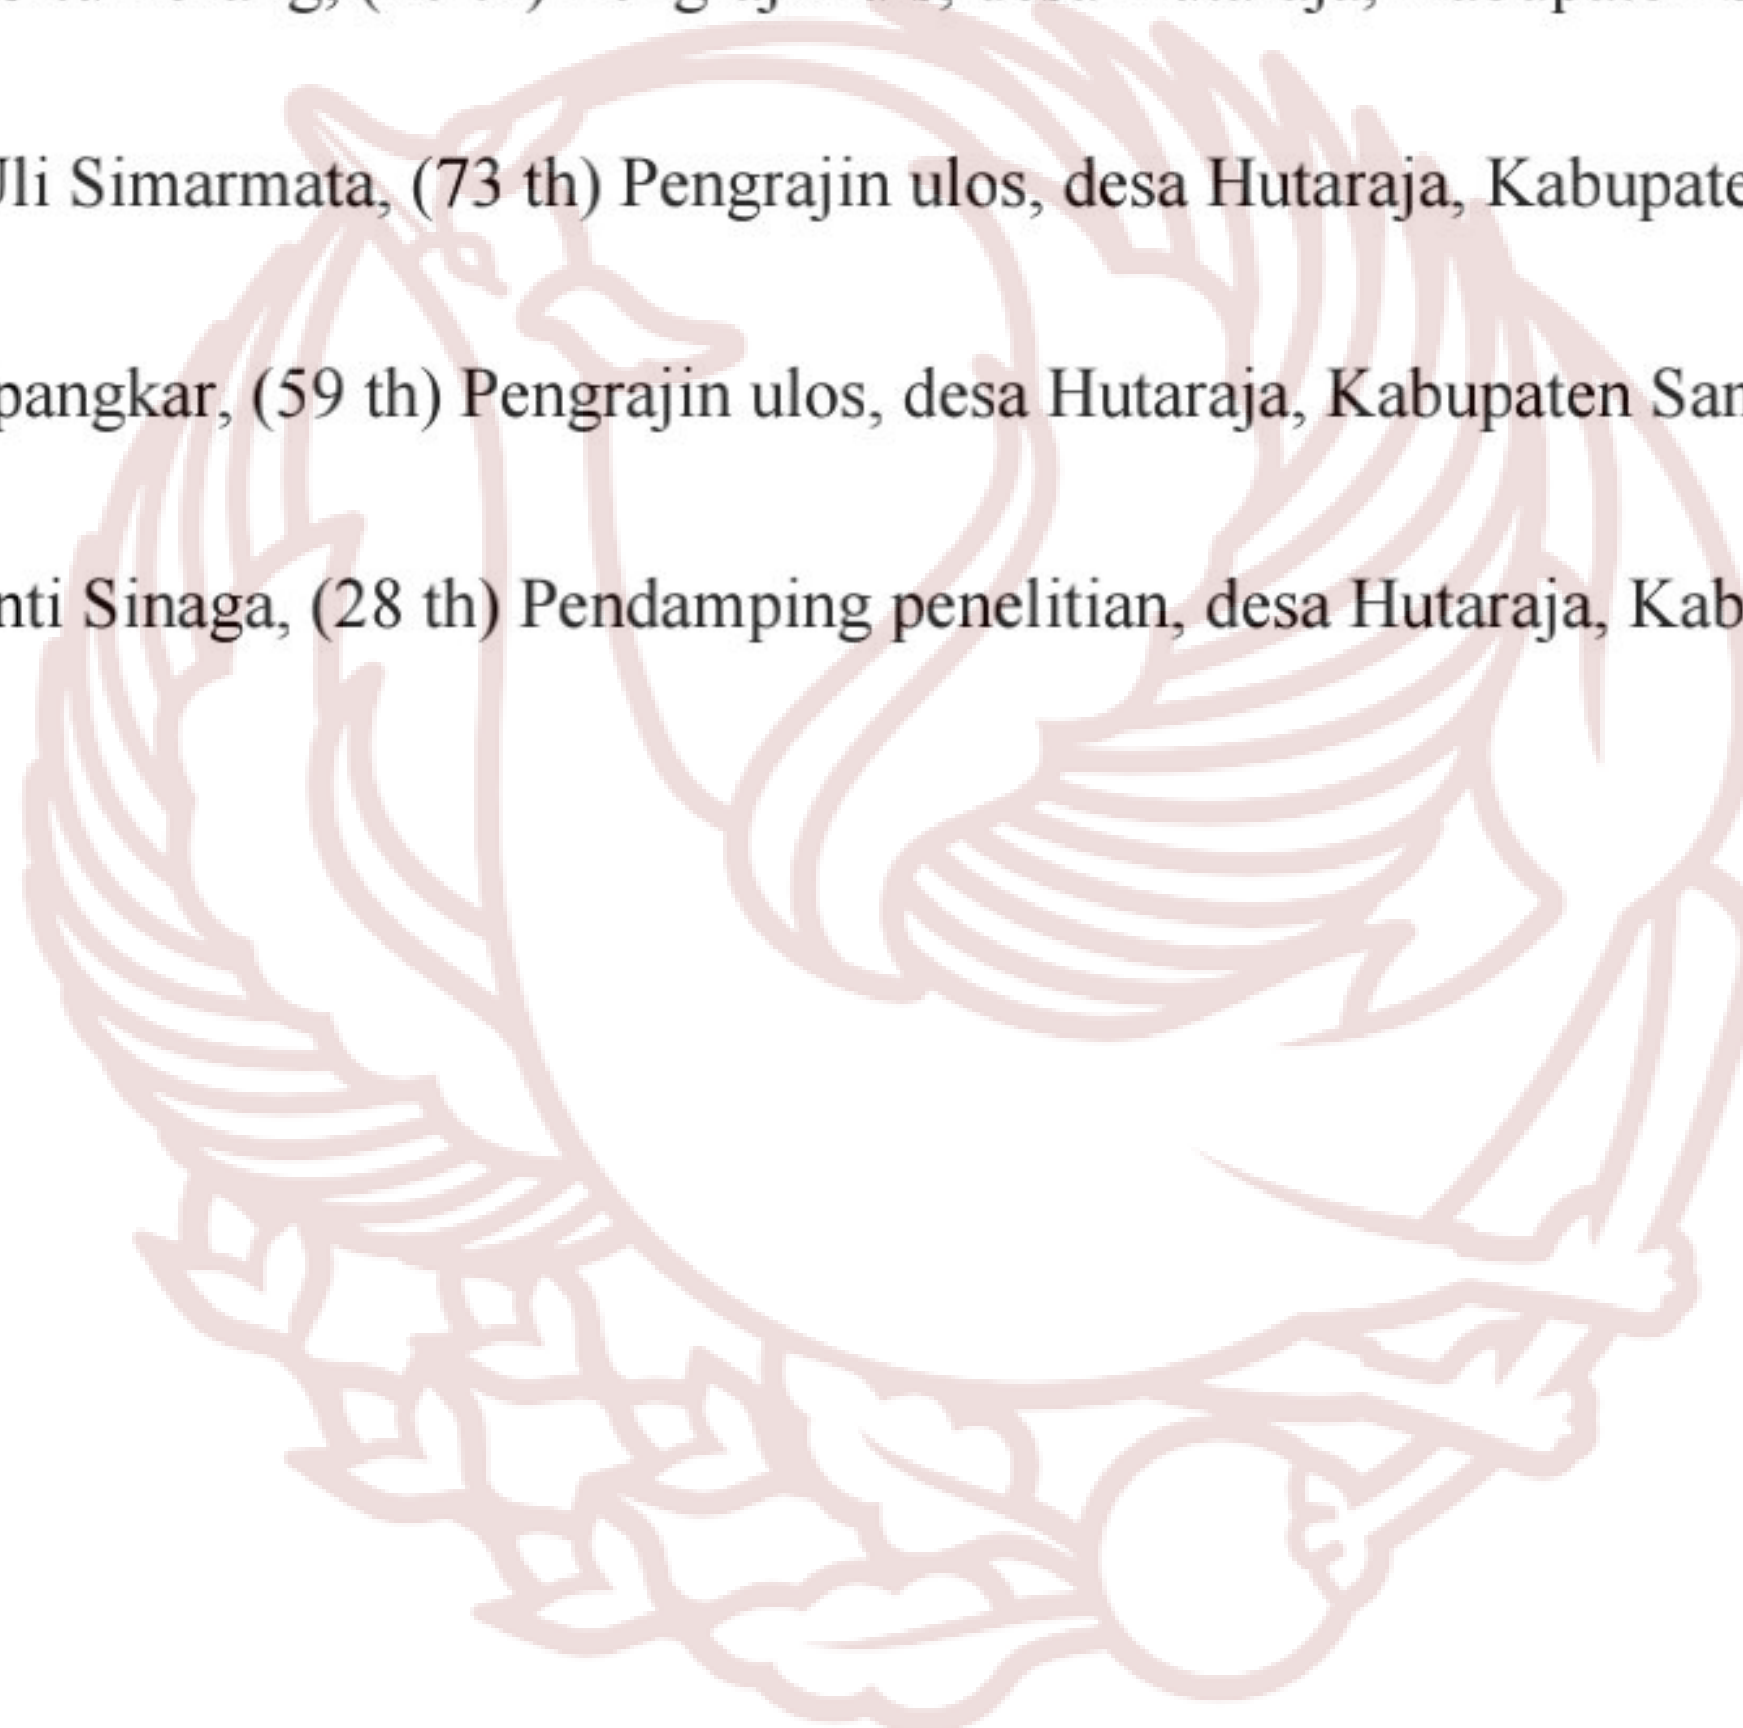 Uli Simarmata, (73 th) Pengrajin ulos, desa Hutaraja, Kabupate
pangkar, (59 th) Pengrajin ulos, desa Hutaraja, Kabupaten Sam
nti Sinaga, (28 th) Pendamping penelitian, desa Hutaraja, Kab